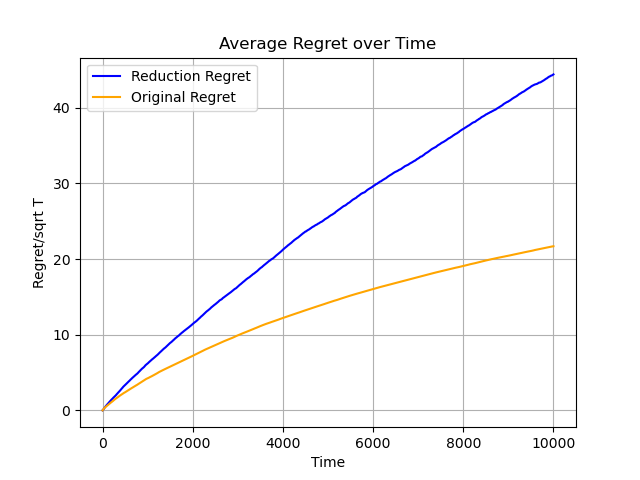 Average Regret over Time
Reduction Regret
Original Regret
Regret/sqrt T
40
30
20
10
0
0 2000 4000 6000 8000 10000
Time